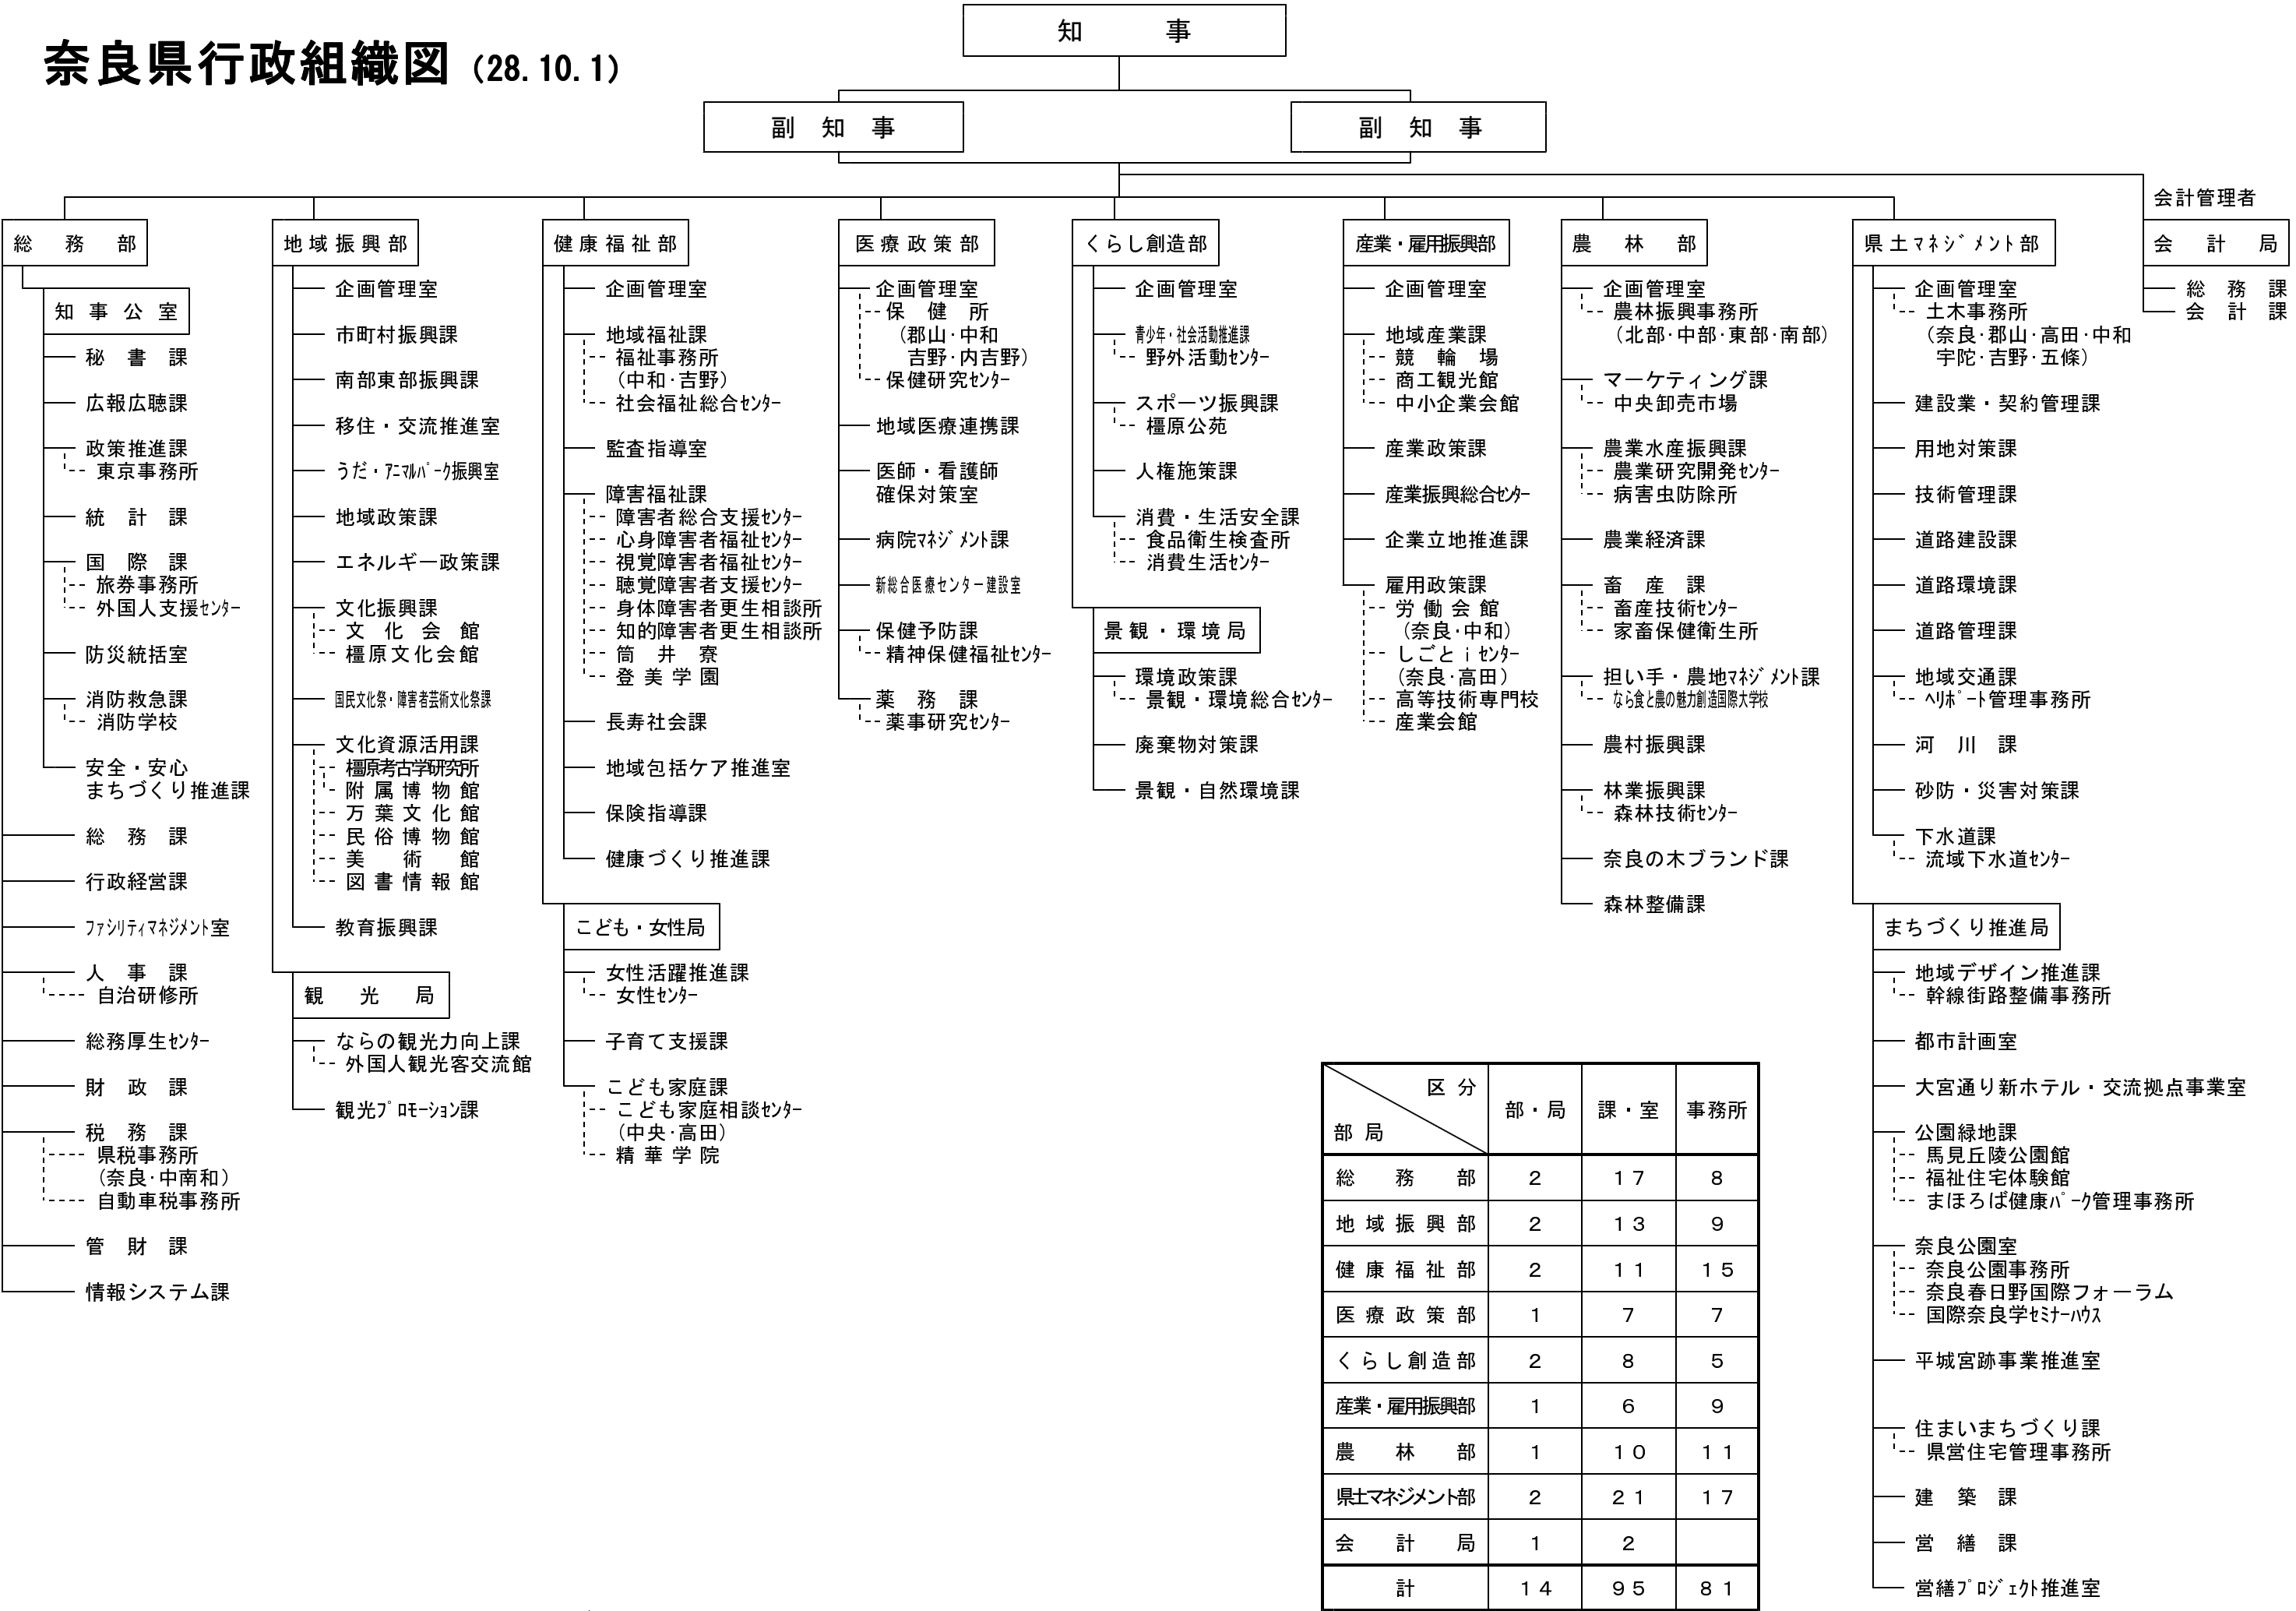 奈良県行政組織図 (28.10.1)
知事
副知事
副知事
会計管理者
総務部
知事公室
秘書課
広報広聴課
政策推進課
東京事務所
統計課
国際課
旅券事務所
外国人支援ｾﾝﾀｰ
防災統括室
消防救急課
消防学校
安全・安心
まちづくり推進課
総務課
行政経営課
ﾌｧｼﾘﾃｨﾏﾈｼﾞﾒﾝﾄ室
人事課
自治研修所
総務厚生ｾﾝﾀｰ
財政課
税務課
県税事務所
(奈良･中南和)
自動車税事務所
管財課
情報システム課
地域振興部
企画管理室
市町村振興課
南部東部振興課
移住・交流推進室
うだ・ｱﾆﾏﾙﾊﾟｰｸ振興室
地域政策課
エネルギー政策課
文化振興課
文化会館
橿原文化会館
国民文化祭・障害者芸術文化祭課
文化資源活用課
橿原考古学研究所
附属博物館
万葉文化館
民俗博物館
美術館
図書情報館
教育振興課
観光局
ならの観光力向上課
外国人観光客交流館
観光ﾌﾟﾛﾓｰｼｮﾝ課
健康福祉部
企画管理室
地域福祉課
福祉事務所
(中和･吉野)
社会福祉総合ｾﾝﾀｰ
監査指導室
障害福祉課
障害者総合支援ｾﾝﾀｰ
心身障害者福祉ｾﾝﾀｰ
視覚障害者福祉ｾﾝﾀｰ
聴覚障害者支援ｾﾝﾀｰ
身体障害者更生相談所
知的障害者更生相談所
筒井寮
登美学園
長寿社会課
地域包括ケア推進室
保険指導課
健康づくり推進課
こども・女性局
女性活躍推進課
女性ｾﾝﾀｰ
子育て支援課
こども家庭課
こども家庭相談ｾﾝﾀｰ
(中央･高田)
精華学院
医療政策部
企画管理室
保健所
(郡山･中和
吉野･内吉野)
保健研究ｾﾝﾀｰ
地域医療連携課
医師・看護師
確保対策室
病院ﾏﾈｼﾞﾒﾝﾄ課
新総合医療センター建設室
保健予防課
精神保健福祉ｾﾝﾀｰ
薬務課
薬事研究ｾﾝﾀｰ
くらし創造部
企画管理室
青少年・社会活動推進課
野外活動ｾﾝﾀｰ
スポーツ振興課
橿原公苑
人権施策課
消費・生活安全課
食品衛生検査所
消費生活ｾﾝﾀｰ
景観・環境局
環境政策課
景観・環境総合ｾﾝﾀｰ
廃棄物対策課
景観・自然環境課
産業・雇用振興部
企画管理室
地域産業課
競輪場
商工観光館
中小企業会館
産業政策課
産業振興総合ｾﾝﾀｰ
企業立地推進課
雇用政策課
労働会館
(奈良･中和)
しごとｉｾﾝﾀｰ
(奈良･高田)
高等技術専門校
産業会館
農林部
企画管理室
農林振興事務所
(北部･中部･東部･南部)
マーケティング課
中央卸売市場
農業水産振興課
農業研究開発ｾﾝﾀｰ
病害虫防除所
農業経済課
畜産課
畜産技術ｾﾝﾀｰ
家畜保健衛生所
担い手・農地ﾏﾈｼﾞﾒﾝﾄ課
なら食と農の魅力創造国際大学校
農村振興課
林業振興課
森林技術ｾﾝﾀｰ
奈良の木ブランド課
森林整備課
県土ﾏﾈｼﾞﾒﾝﾄ部
企画管理室
土木事務所
(奈良･郡山･高田･中和
宇陀･吉野･五條)
建設業・契約管理課
用地対策課
技術管理課
道路建設課
道路環境課
道路管理課
地域交通課
ﾍﾘﾎﾟｰﾄ管理事務所
河川課
砂防・災害対策課
下水道課
流域下水道ｾﾝﾀｰ
まちづくり推進局
地域デザイン推進課
幹線街路整備事務所
都市計画室
大宮通り新ホテル・交流拠点事業室
公園緑地課
馬見丘陵公園館
福祉住宅体験館
まほろば健康ﾊﾟｰｸ管理事務所
奈良公園室
奈良公園事務所
奈良春日野国際フォーラム
国際奈良学ｾﾐﾅｰﾊｳｽ
平城宮跡事業推進室
住まいまちづくり課
県営住宅管理事務所
建築課
営繕課
営繕ﾌﾟﾛｼﾞｪｸﾄ推進室
会計局
総務課
会計課
区分
部局 部・局 課・室 事務所
総務部 2 17 8
地域振興部 2 13 9
健康福祉部 2 11 15
医療政策部 1 7 7
くらし創造部 2 8 5
産業・雇用振興部 1 6 9
農林部 1 10 11
県土マネジメント部 2 21 17
会計局 1 2
計 14 95 81